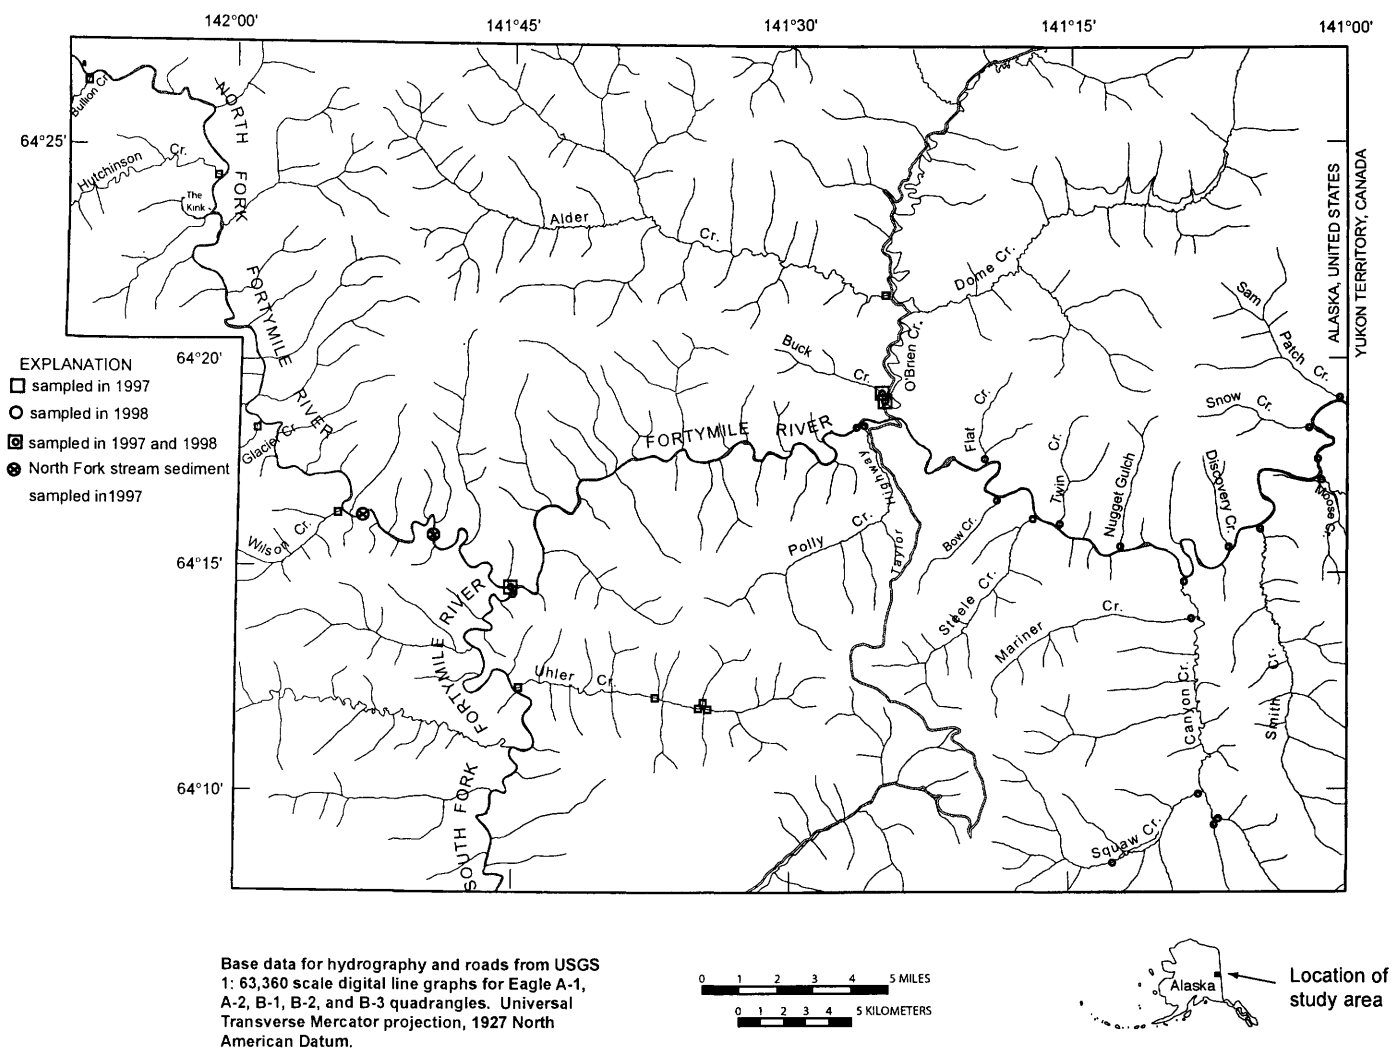 142°00'
141°45'
141°30'
141°15'
141°00'
64°25'
64°20'
64°15'
64°10'
Bullion Cr.
NORTH FORK FORTYMILE RIVER
Hutchinson Cr.
The
Kink
Alder Cr.
Dome Cr.
Sam Patch Cr.
ALASKA, UNITED STATES
YUKON TERRITORY, CANADA
Buck Cr.
O'Brien Cr.
Snow Cr.
Flat Cr.
FORTYMILE RIVER
Glacier Cr.
Wilson Cr.
Taylor Highway
Polly Cr.
Bow Cr.
Twin Cr.
Nugget Gulch
Discovery Cr.
Moose Cr.
Steele Cr.
Mariner Cr.
Canyon Cr.
Smith Cr.
Squaw Cr.
Uhler Cr.
SOUTH FORK FORTYMILE RIVER
EXPLANATION
sampled in 1997
sampled in 1998
sampled in 1997 and 1998
North Fork stream sediment
sampled in1997
Base data for hydrography and roads from USGS
1: 63,360 scale digital line graphs for Eagle A-1,
A-2, B-1, B-2, and B-3 quadrangles. Universal
Transverse Mercator projection, 1927 North
American Datum.
0 1 2 3 4 5 MILES
0 1 2 3 4 5 KILOMETERS
Alaska
Location of
study area